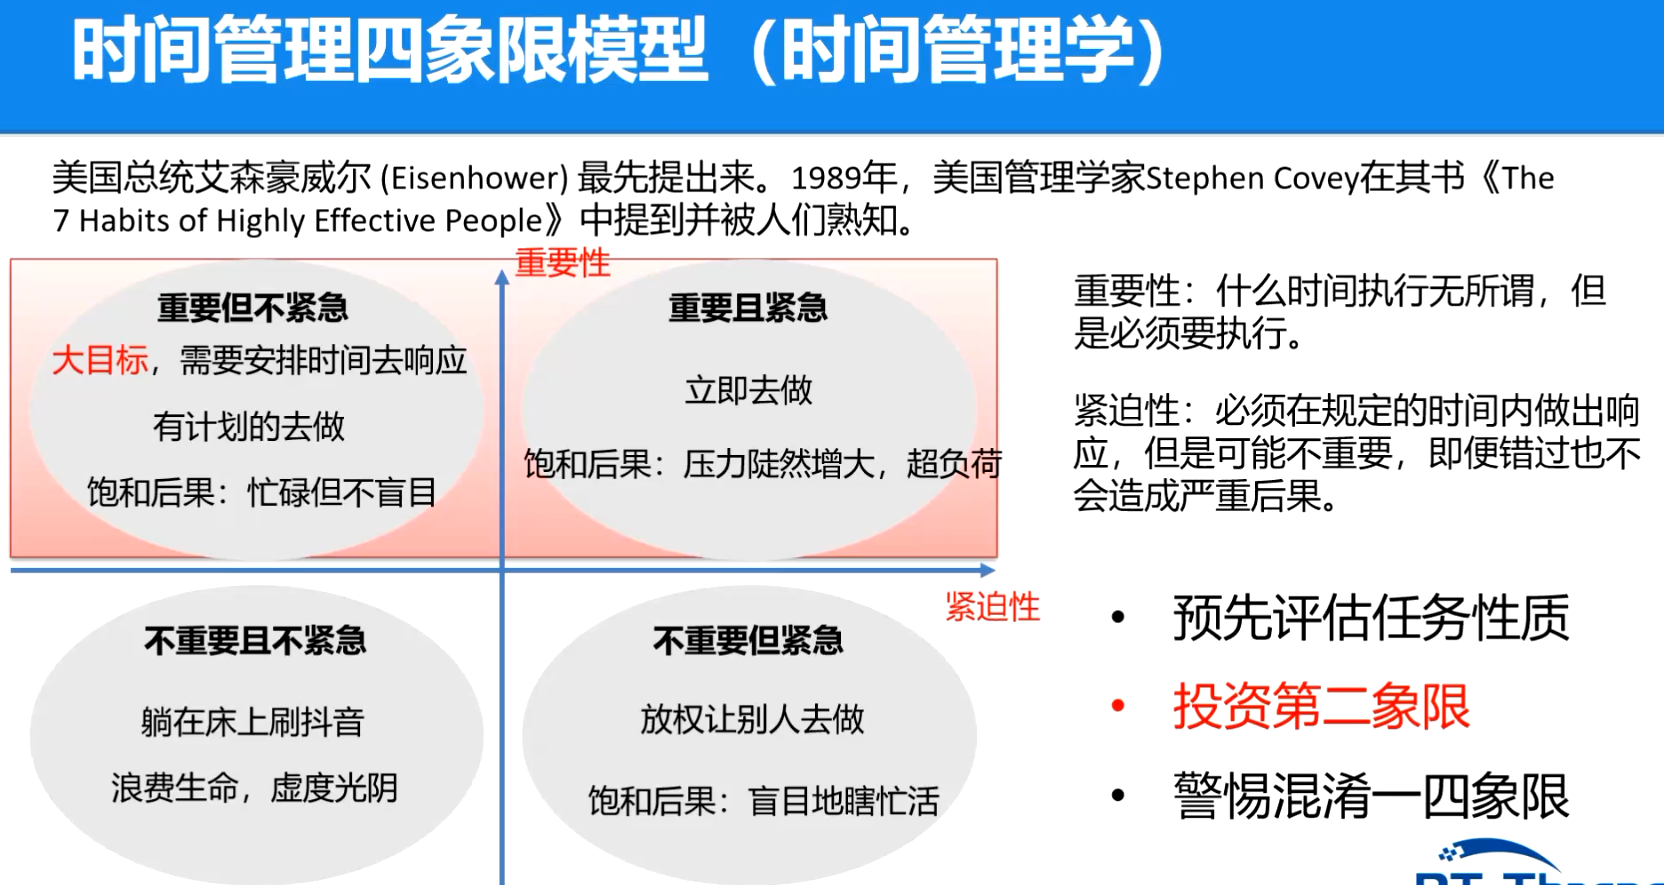 时间管理四象限模型（时间管理学）
美国总统艾森豪威尔 (Eisenhower) 最先提出来。1989年，美国管理学家Stephen Covey在其书《The
7 Habits of Highly Effective People》中提到并被人们熟知。
重要性
重要但不紧急
大目标，需要安排时间去响应
有计划的去做
饱和后果：忙碌但不盲目
重要且紧急
立即去做
饱和后果：压力陡然增大，超负荷
紧迫性
不重要且不紧急
躺在床上刷抖音
浪费生命，虚度光阴
不重要但紧急
放权让别人去做
饱和后果：盲目地瞎忙活
重要性：什么时间执行无所谓，但
是必须要执行。
紧迫性：必须在规定的时间内做出响
应，但是可能不重要，即便错过也不
会造成严重后果。
• 预先评估任务性质
• 投资第二象限
• 警惕混淆一四象限